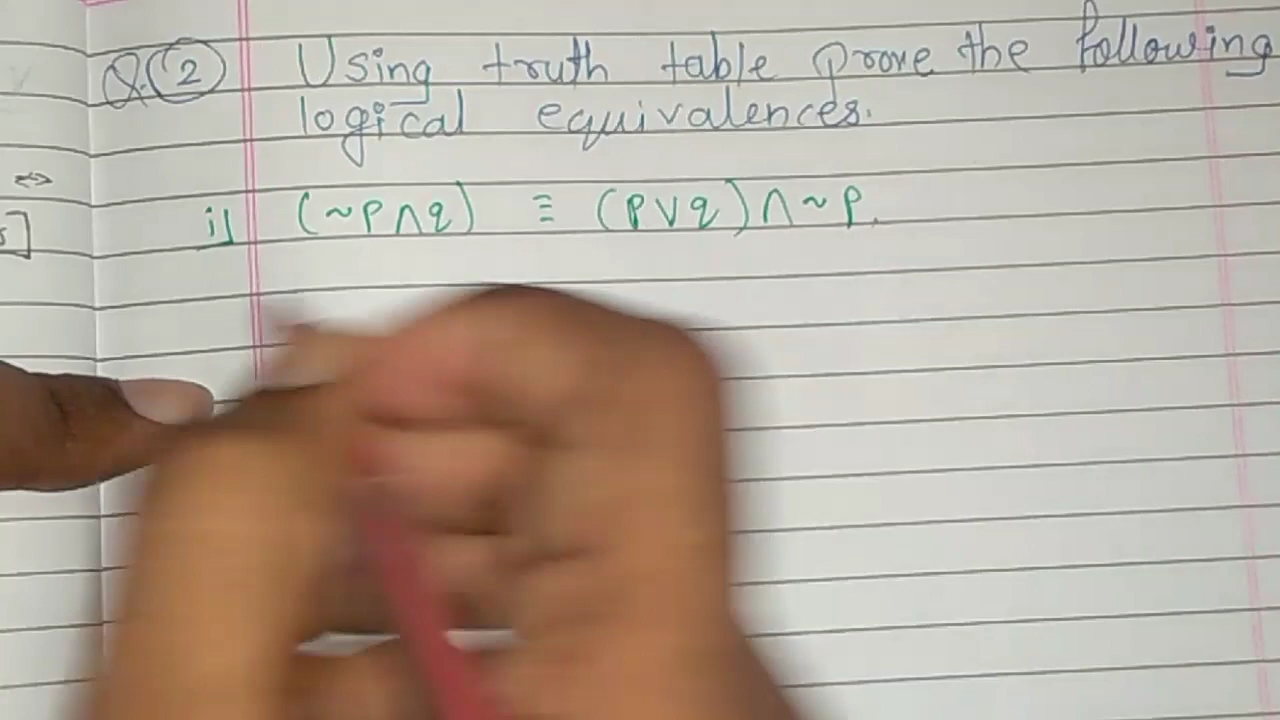 Q.(2) Using truth table prove the following
logical equivalences.
↔
i] (~p∧q) ≡ (p∨q)∧~p.